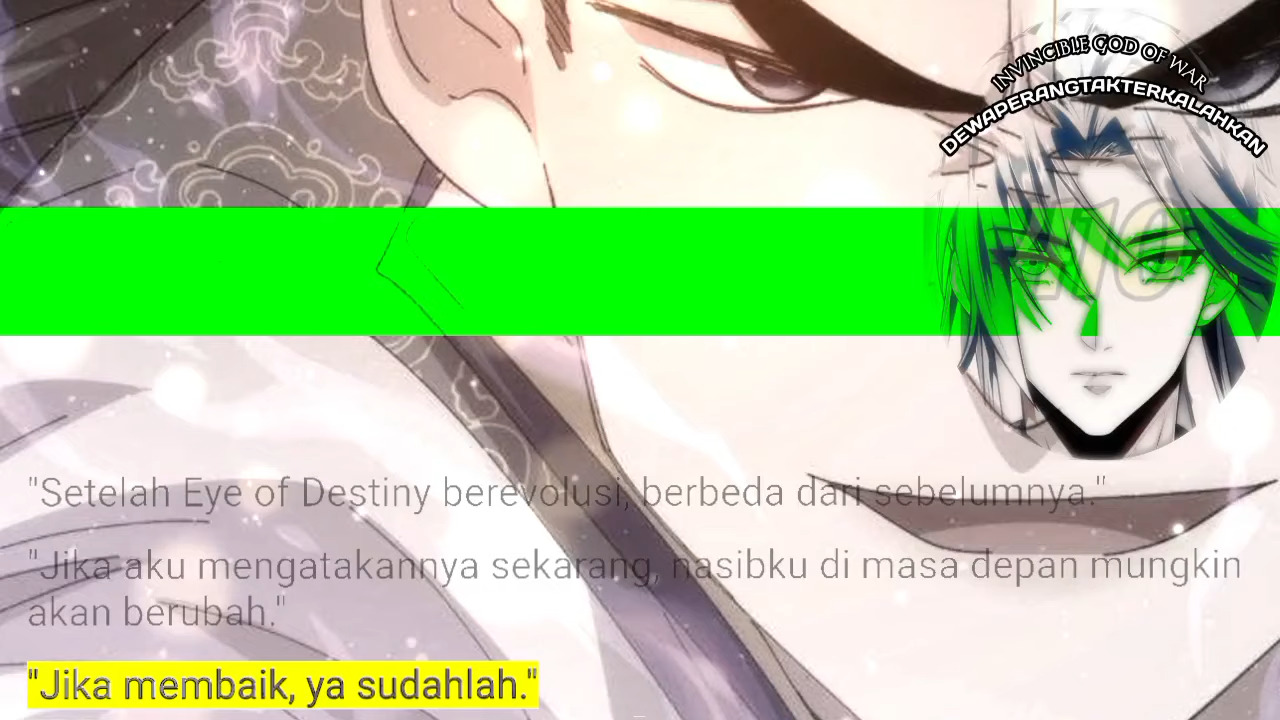 INVINCIBLE GOD OF WAR
DEWAPERANGTAKTERKALAHKAN
"Setelah Eye of Destiny berevolusi, berbeda dari sebelumnya."
"Jika aku mengatakannya sekarang, nasibku di masa depan mungkin
akan berubah."
"Jika membaik, ya sudahlah."